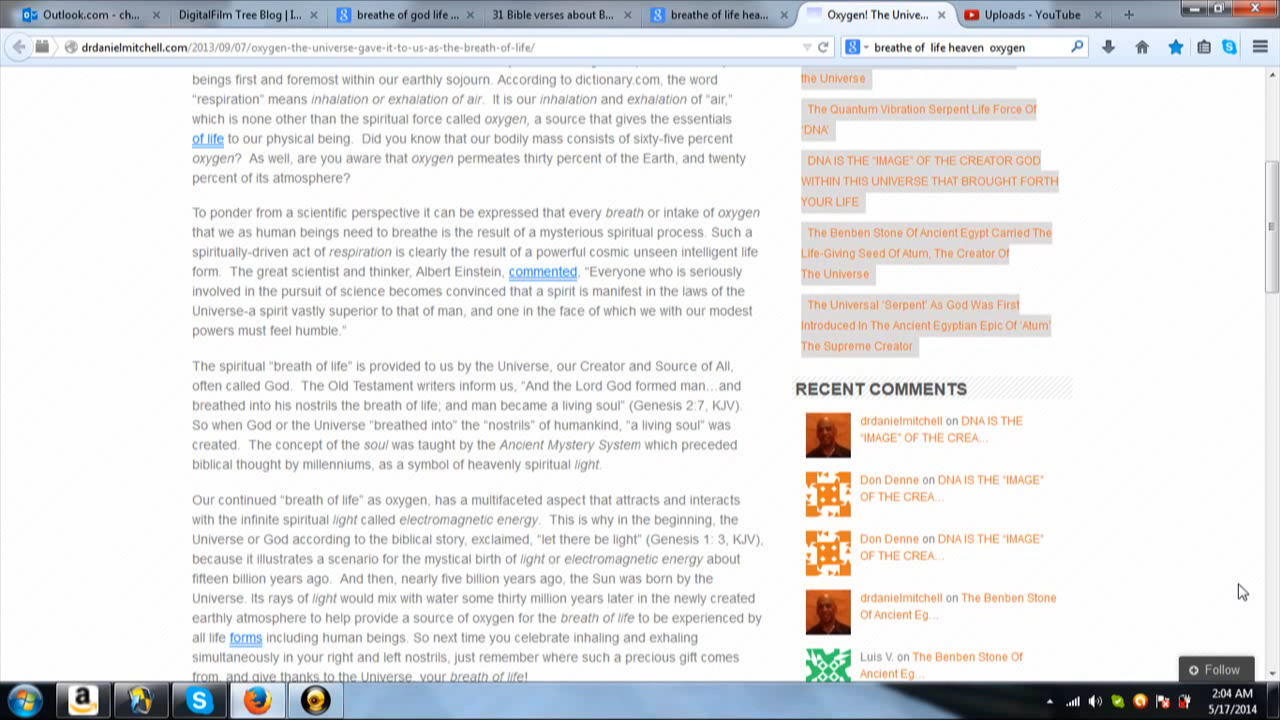 Outlook.com - ch...
DigitalFilm Tree Blog | I...
breathe of god life ...
31 Bible verses about B...
breathe of life hea...
Oxygen! The Unive...
Uploads - YouTube
drdanielmitchell.com/2013/09/07/oxygen-the-universe-gave-it-to-us-as-the-breath-of-life/
breathe of life heaven oxygen
beings first and foremost within our earthly sojourn. According to dictionary.com, the word
“respiration” means inhalation or exhalation of air. It is our inhalation and exhalation of “air,”
which is none other than the spiritual force called oxygen, a source that gives the essentials
of life to our physical being. Did you know that our bodily mass consists of sixty-five percent
oxygen? As well, are you aware that oxygen permeates thirty percent of the Earth, and twenty
percent of its atmosphere?
To ponder from a scientific perspective it can be expressed that every breath or intake of oxygen
that we as human beings need to breathe is the result of a mysterious spiritual process. Such a
spiritually-driven act of respiration is clearly the result of a powerful cosmic unseen intelligent life
form. The great scientist and thinker, Albert Einstein, commented, “Everyone who is seriously
involved in the pursuit of science becomes convinced that a spirit is manifest in the laws of the
Universe-a spirit vastly superior to that of man, and one in the face of which we with our modest
powers must feel humble.”
The spiritual “breath of life” is provided to us by the Universe, our Creator and Source of All,
often called God. The Old Testament writers inform us, “And the Lord God formed man…and
breathed into his nostrils the breath of life; and man became a living soul” (Genesis 2:7, KJV).
So when the Universe “breathed into” the “nostrils” of humankind, “a living soul” was
created. The concept of the soul was taught by the Ancient Mystery System which preceded
biblical thought by millenniums, as a symbol of heavenly spiritual light.
Our continued “breath of life” as oxygen, has a multifaceted aspect that attracts and interacts
with the infinite spiritual light called electromagnetic energy. This is why in the beginning, the
Universe or God according to the biblical story, exclaimed, “let there be light” (Genesis 1: 3, KJV),
because it illustrates a scenario for the mystical birth of light or electromagnetic energy about
fifteen billion years ago. And then, nearly five billion years ago, the Sun was born by the
Universe. Its rays of light would mix with water some thirty million years later in the newly created
earthly atmosphere to help provide a source of oxygen for the breath of life to be experienced by
all life forms including human beings. So next time you celebrate inhaling and exhaling
simultaneously in your right and left nostrils, just remember where such a precious gift comes
and give thanks to the Universe, your breath of life!
the Universe
The Quantum Vibration Serpent Life Force Of
‘DNA’
DNA IS THE “IMAGE” OF THE CREATOR GOD
WITHIN THIS UNIVERSE THAT BROUGHT FORTH
YOUR LIFE
The Benben Stone Of Ancient Egypt Carried The
Life-Giving Seed Of Atum, The Creator Of
The Universe
The Universal ‘Serpent’ As God Was First
Introduced In The Ancient Egyptian Epic Of ‘Atum’
The Supreme Creator
RECENT COMMENTS
drdanielmitchell on DNA IS THE
“IMAGE” OF THE CREA...
Don Denne on DNA IS THE “IMAGE”
OF THE CREA...
Don Denne on DNA IS THE “IMAGE”
OF THE CREA...
drdanielmitchell on The Benben Stone
Of Ancient Eg...
Luis V. on The Benben Stone Of
Ancient Eg...
Follow
2:04 AM
5/17/2014